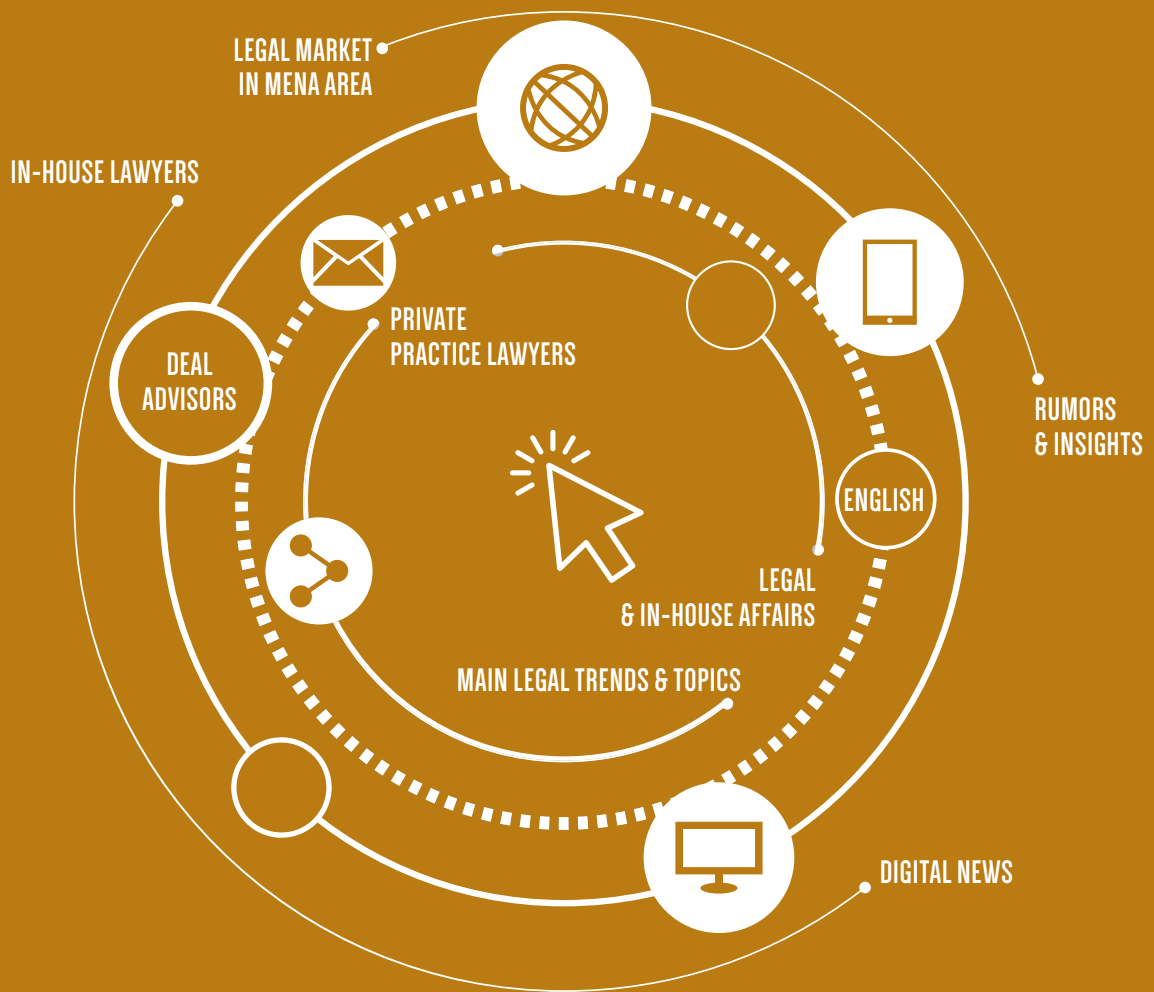 LEGAL MARKET
IN MENA AREA
IN-HOUSE LAWYERS
PRIVATE
PRACTICE LAWYERS
DEAL
ADVISORS
RUMORS
& INSIGHTS
ENGLISH
LEGAL
& IN-HOUSE AFFAIRS
MAIN LEGAL TRENDS & TOPICS
DIGITAL NEWS